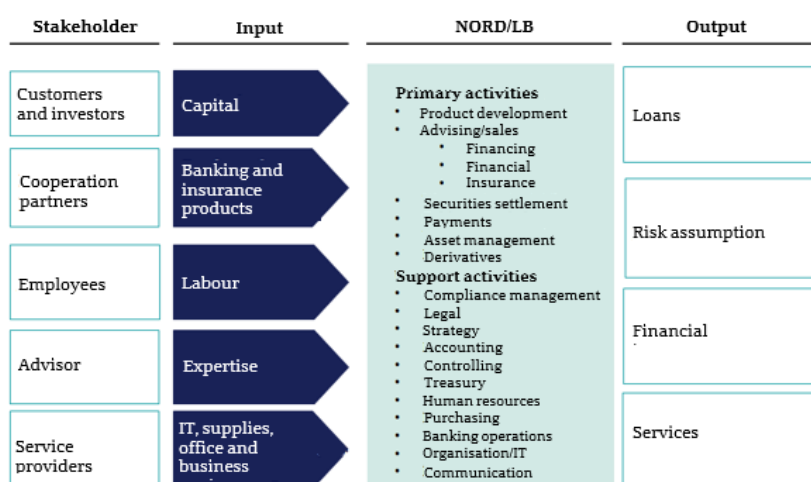 Stakeholder
Input
NORD/LB
Output
Customers
and investors
Capital
Cooperation
partners
Banking and
insurance
products
Employees
Labour
Advisor
Expertise
Service
providers
IT, supplies,
office and
business
Primary activities
• Product development
• Advising/sales
• Financing
• Financial
• Insurance
• Securities settlement
• Payments
• Asset management
• Derivatives
Support activities
• Compliance management
• Legal
• Strategy
• Accounting
• Controlling
• Treasury
• Human resources
• Purchasing
• Banking operations
• Organisation/IT
• Communication
Loans
Risk assumption
Financial
Services